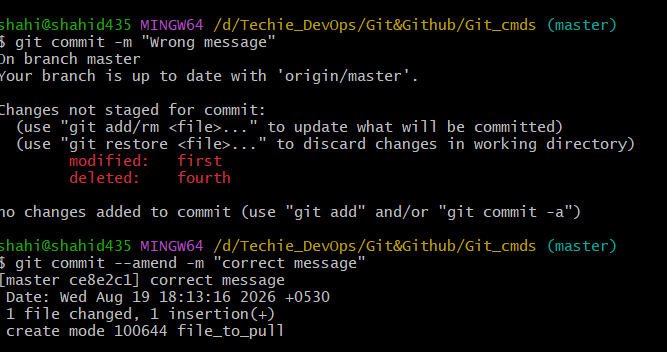 shahi@shahid435 MINGW64 /d/Techie_DevOps/Git&Github/Git_cmds (master)
$ git commit -m "Wrong message"
On branch master
Your branch is up to date with 'origin/master'.

Changes not staged for commit:
  (use "git add/rm <file>..." to update what will be committed)
  (use "git restore <file>..." to discard changes in working directory)
        modified:   first
        deleted:    fourth

no changes added to commit (use "git add" and/or "git commit -a")

shahi@shahid435 MINGW64 /d/Techie_DevOps/Git&Github/Git_cmds (master)
$ git commit --amend -m "correct message"
[master ce8e2c1] correct message
 Date: Wed Aug 19 18:13:16 2026 +0530
 1 file changed, 1 insertion(+)
 create mode 100644 file_to_pull